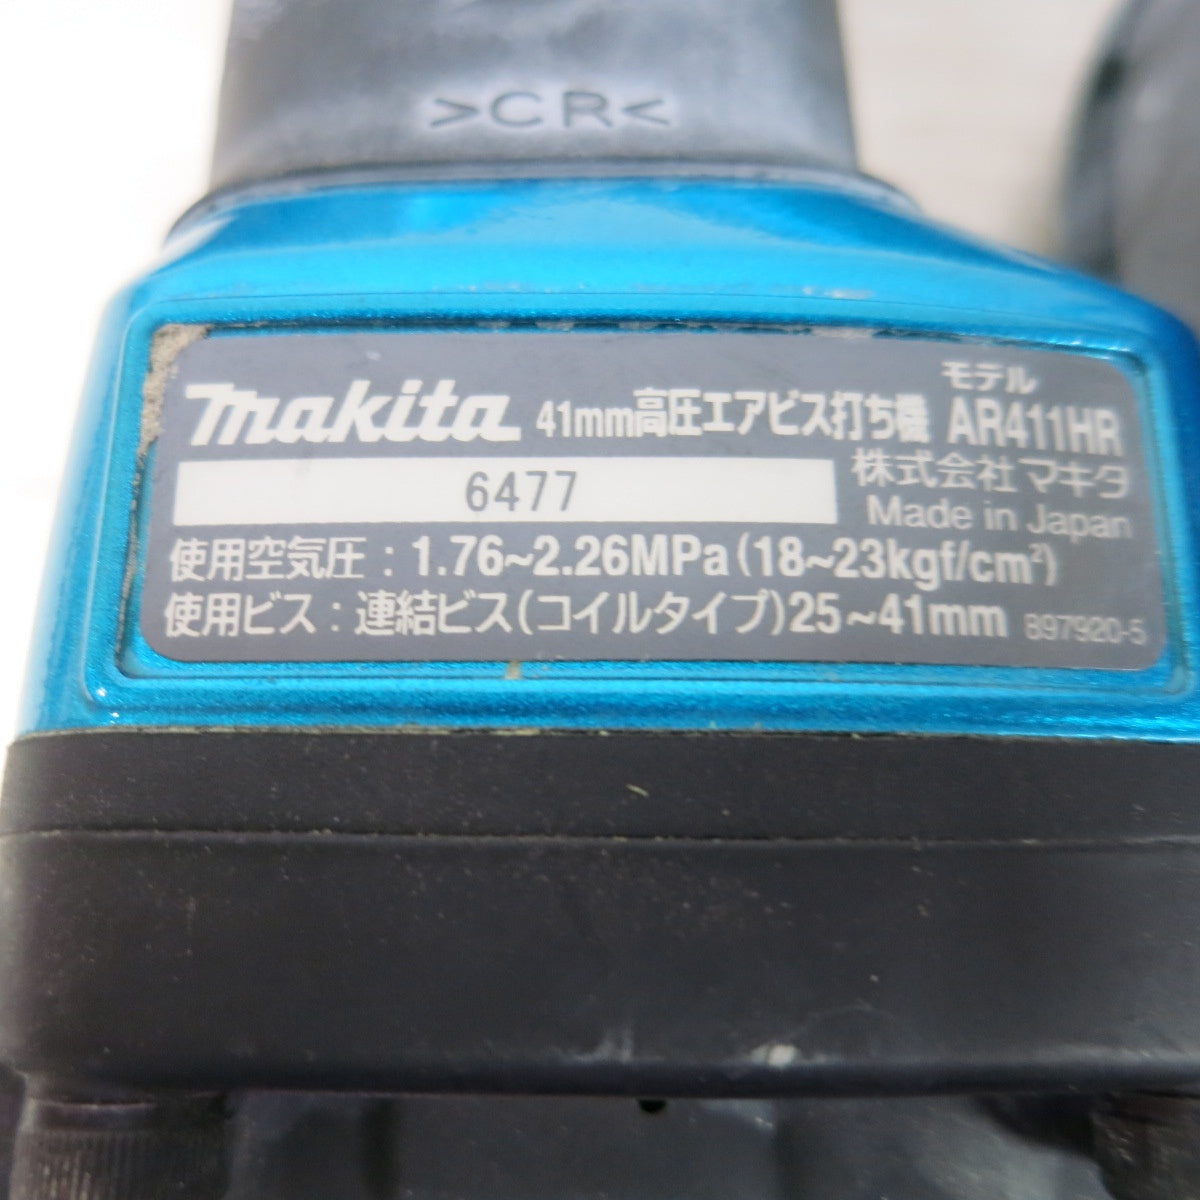 >CR<
makita 41mm高圧エアビス打ち機 モデル AR411HR
6477
株式会社マキタ
Made in Japan
使用空気圧：1.76~2.26MPa(18~23kgf/cm²)
使用ビス：連結ビス(コイルタイプ)25~41mm 897920-5